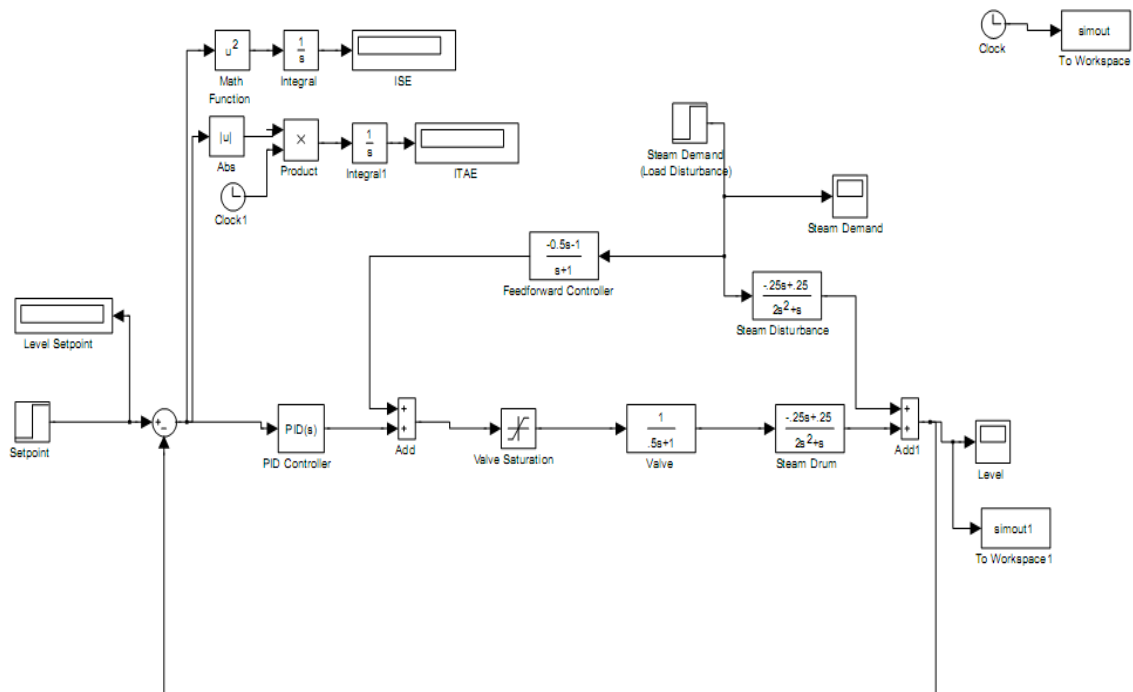 u²
Math
Function
1
s
Integral
ISE
Clock
simout
To Workspace
|u|
Abs
×
Product
1
s
Integral1
ITAE
Clock1
Steam Demand
(Load Disturbance)
Steam Demand
-0.5s-1
s+1
Feedforward Controller
-.25s+.25
2s²+s
Steam Disturbance
Level Setpoint
Setpoint
+
−
PID(s)
PID Controller
+
+
Add
Valve Saturation
1
.5s+1
Valve
-.25s+.25
2s²+s
Steam Drum
+
+
Add1
Level
simout1
To Workspace1